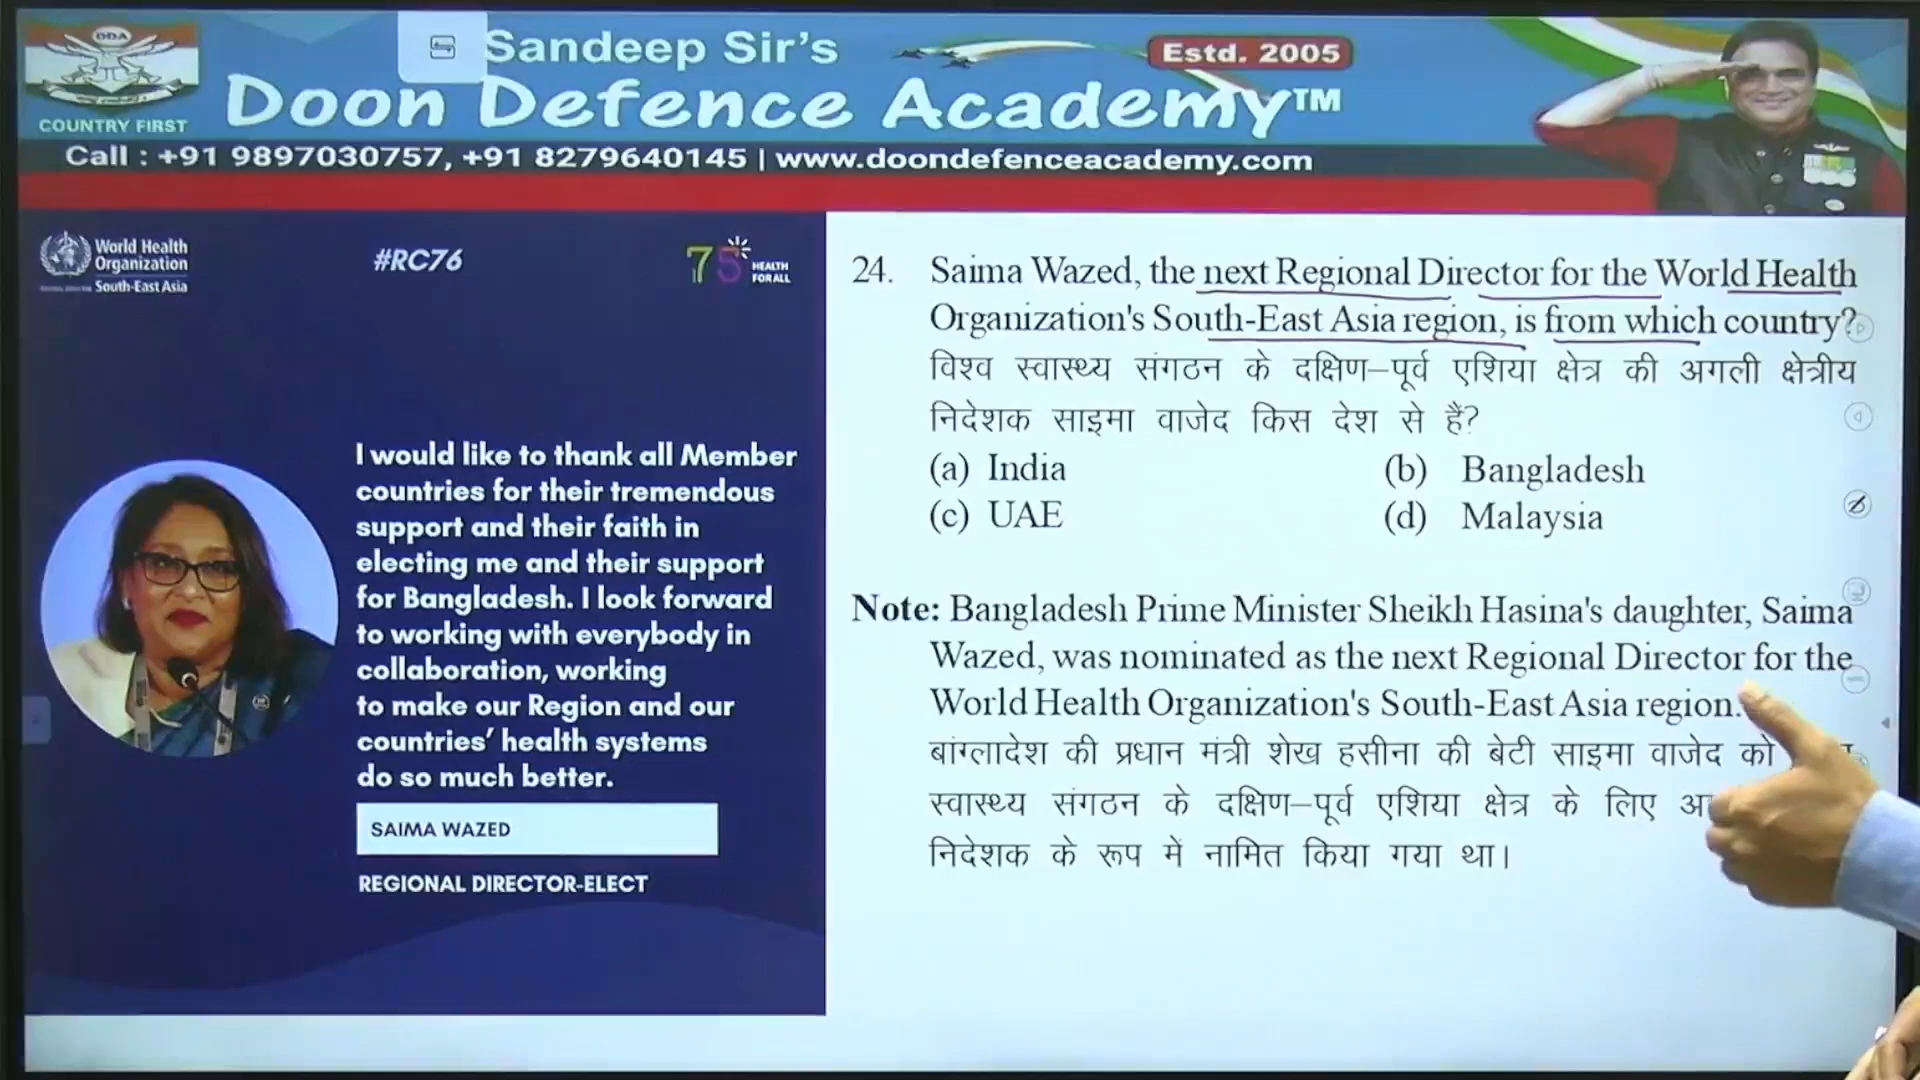 DDA
COUNTRY FIRST
Sandeep Sir's
Estd. 2005
Doon Defence Academy™
Call : +91 9897030757, +91 8279640145 | www.doondefenceacademy.com
World Health
Organization
South-East Asia
#RC76
75
HEALTH
FOR ALL
I would like to thank all Member
countries for their tremendous
support and their faith in
electing me and their support
for Bangladesh. I look forward
to working with everybody in
collaboration, working
to make our Region and our
countries' health systems
do so much better.
SAIMA WAZED
REGIONAL DIRECTOR-ELECT
24. Saima Wazed, the next Regional Director for the World Health
Organization's South-East Asia region, is from which country?
विश्व स्वास्थ्य संगठन के दक्षिण–पूर्व एशिया क्षेत्र की अगली क्षेत्रीय
निदेशक साइमा वाजेद किस देश से हैं?
(a) India (b) Bangladesh
(c) UAE (d) Malaysia
Note: Bangladesh Prime Minister Sheikh Hasina's daughter, Saima
Wazed, was nominated as the next Regional Director for the
World Health Organization's South-East Asia region.
बांग्लादेश की प्रधान मंत्री शेख हसीना की बेटी साइमा वाजेद को
स्वास्थ्य संगठन के दक्षिण–पूर्व एशिया क्षेत्र के लिए
निदेशक के रूप में नामित किया गया था।